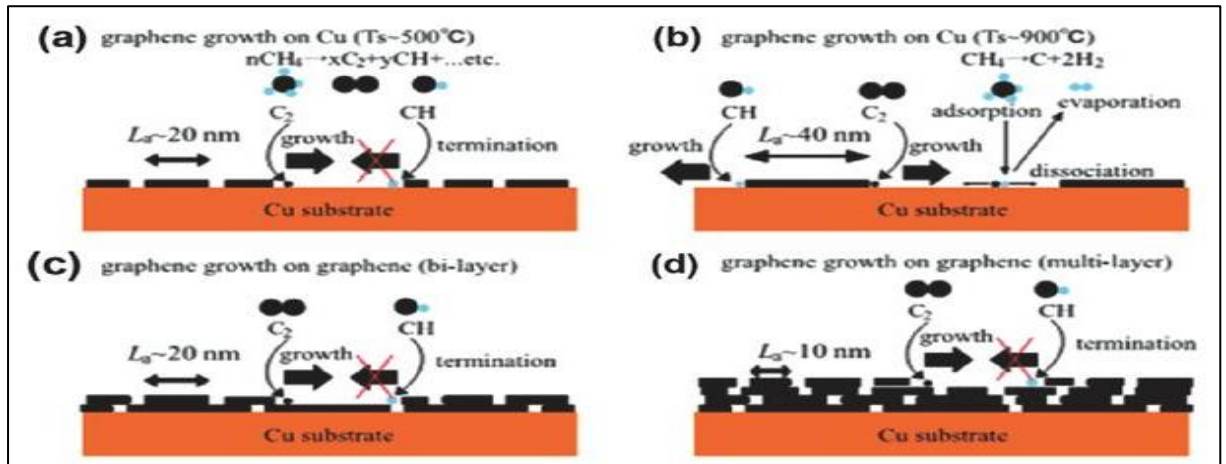 (a) graphene growth on Cu (Ts~500℃)
nCH₄→xC₂+yCH+...etc.
C₂ CH
Lₐ~20 nm growth termination
Cu substrate
(b) graphene growth on Cu (Ts~900℃)
CH₄→C+2H₂
CH C₂ adsorption evaporation
growth Lₐ~40 nm growth
dissociation
Cu substrate
(c) graphene growth on graphene (bi-layer)
C₂ CH
Lₐ~20 nm growth termination
Cu substrate
(d) graphene growth on graphene (multi-layer)
C₂ CH
Lₐ~10 nm growth termination
Cu substrate